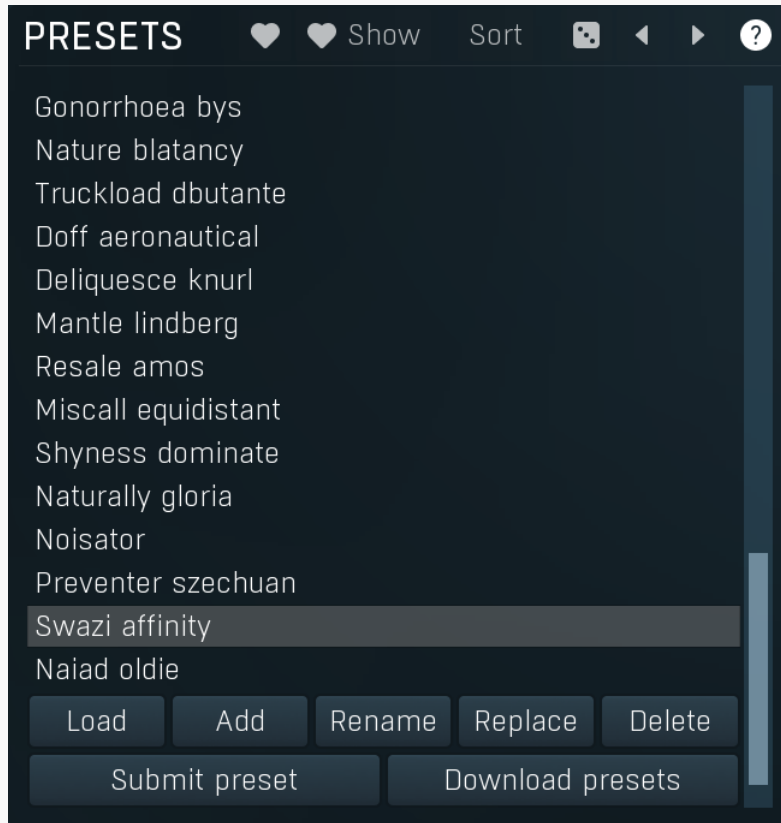 PRESETS Show Sort ?
Gonorrhoea bys
Nature blatancy
Truckload dbutante
Doff aeronautical
Deliquesce knurl
Mantle lindberg
Resale amos
Miscall equidistant
Shyness dominate
Naturally gloria
Noisator
Preventer szechuan
Swazi affinity
Naiad oldie
Load Add Rename Replace Delete
Submit preset Download presets